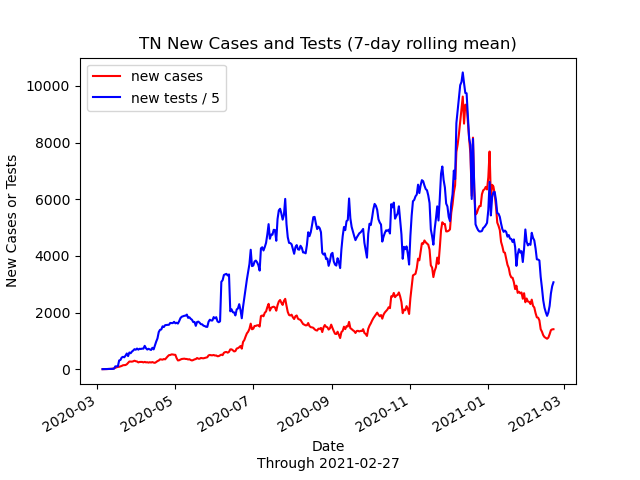 TN New Cases and Tests (7-day rolling mean)
new cases
new tests / 5
New Cases or Tests
10000
8000
6000
4000
2000
0
2020-03
2020-05
2020-07
2020-09
2020-11
2021-01
2021-03
Date
Through 2021-02-27